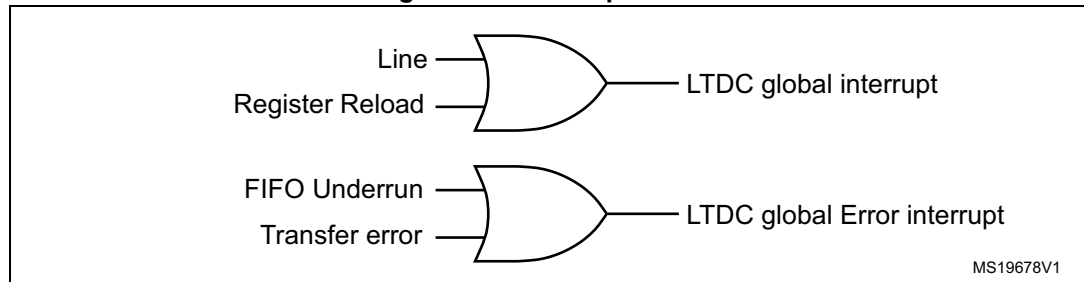 Line
Register Reload
LTDC global interrupt
FIFO Underrun
Transfer error
LTDC global Error interrupt
MS19678V1